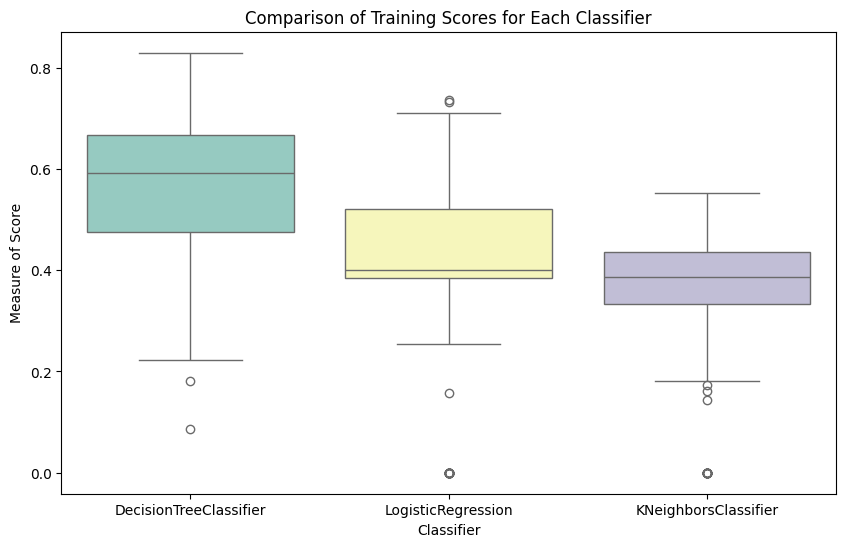 Comparison of Training Scores for Each Classifier
Measure of Score
0.8
0.6
0.4
0.2
0.0
DecisionTreeClassifier
LogisticRegression
KNeighborsClassifier
Classifier